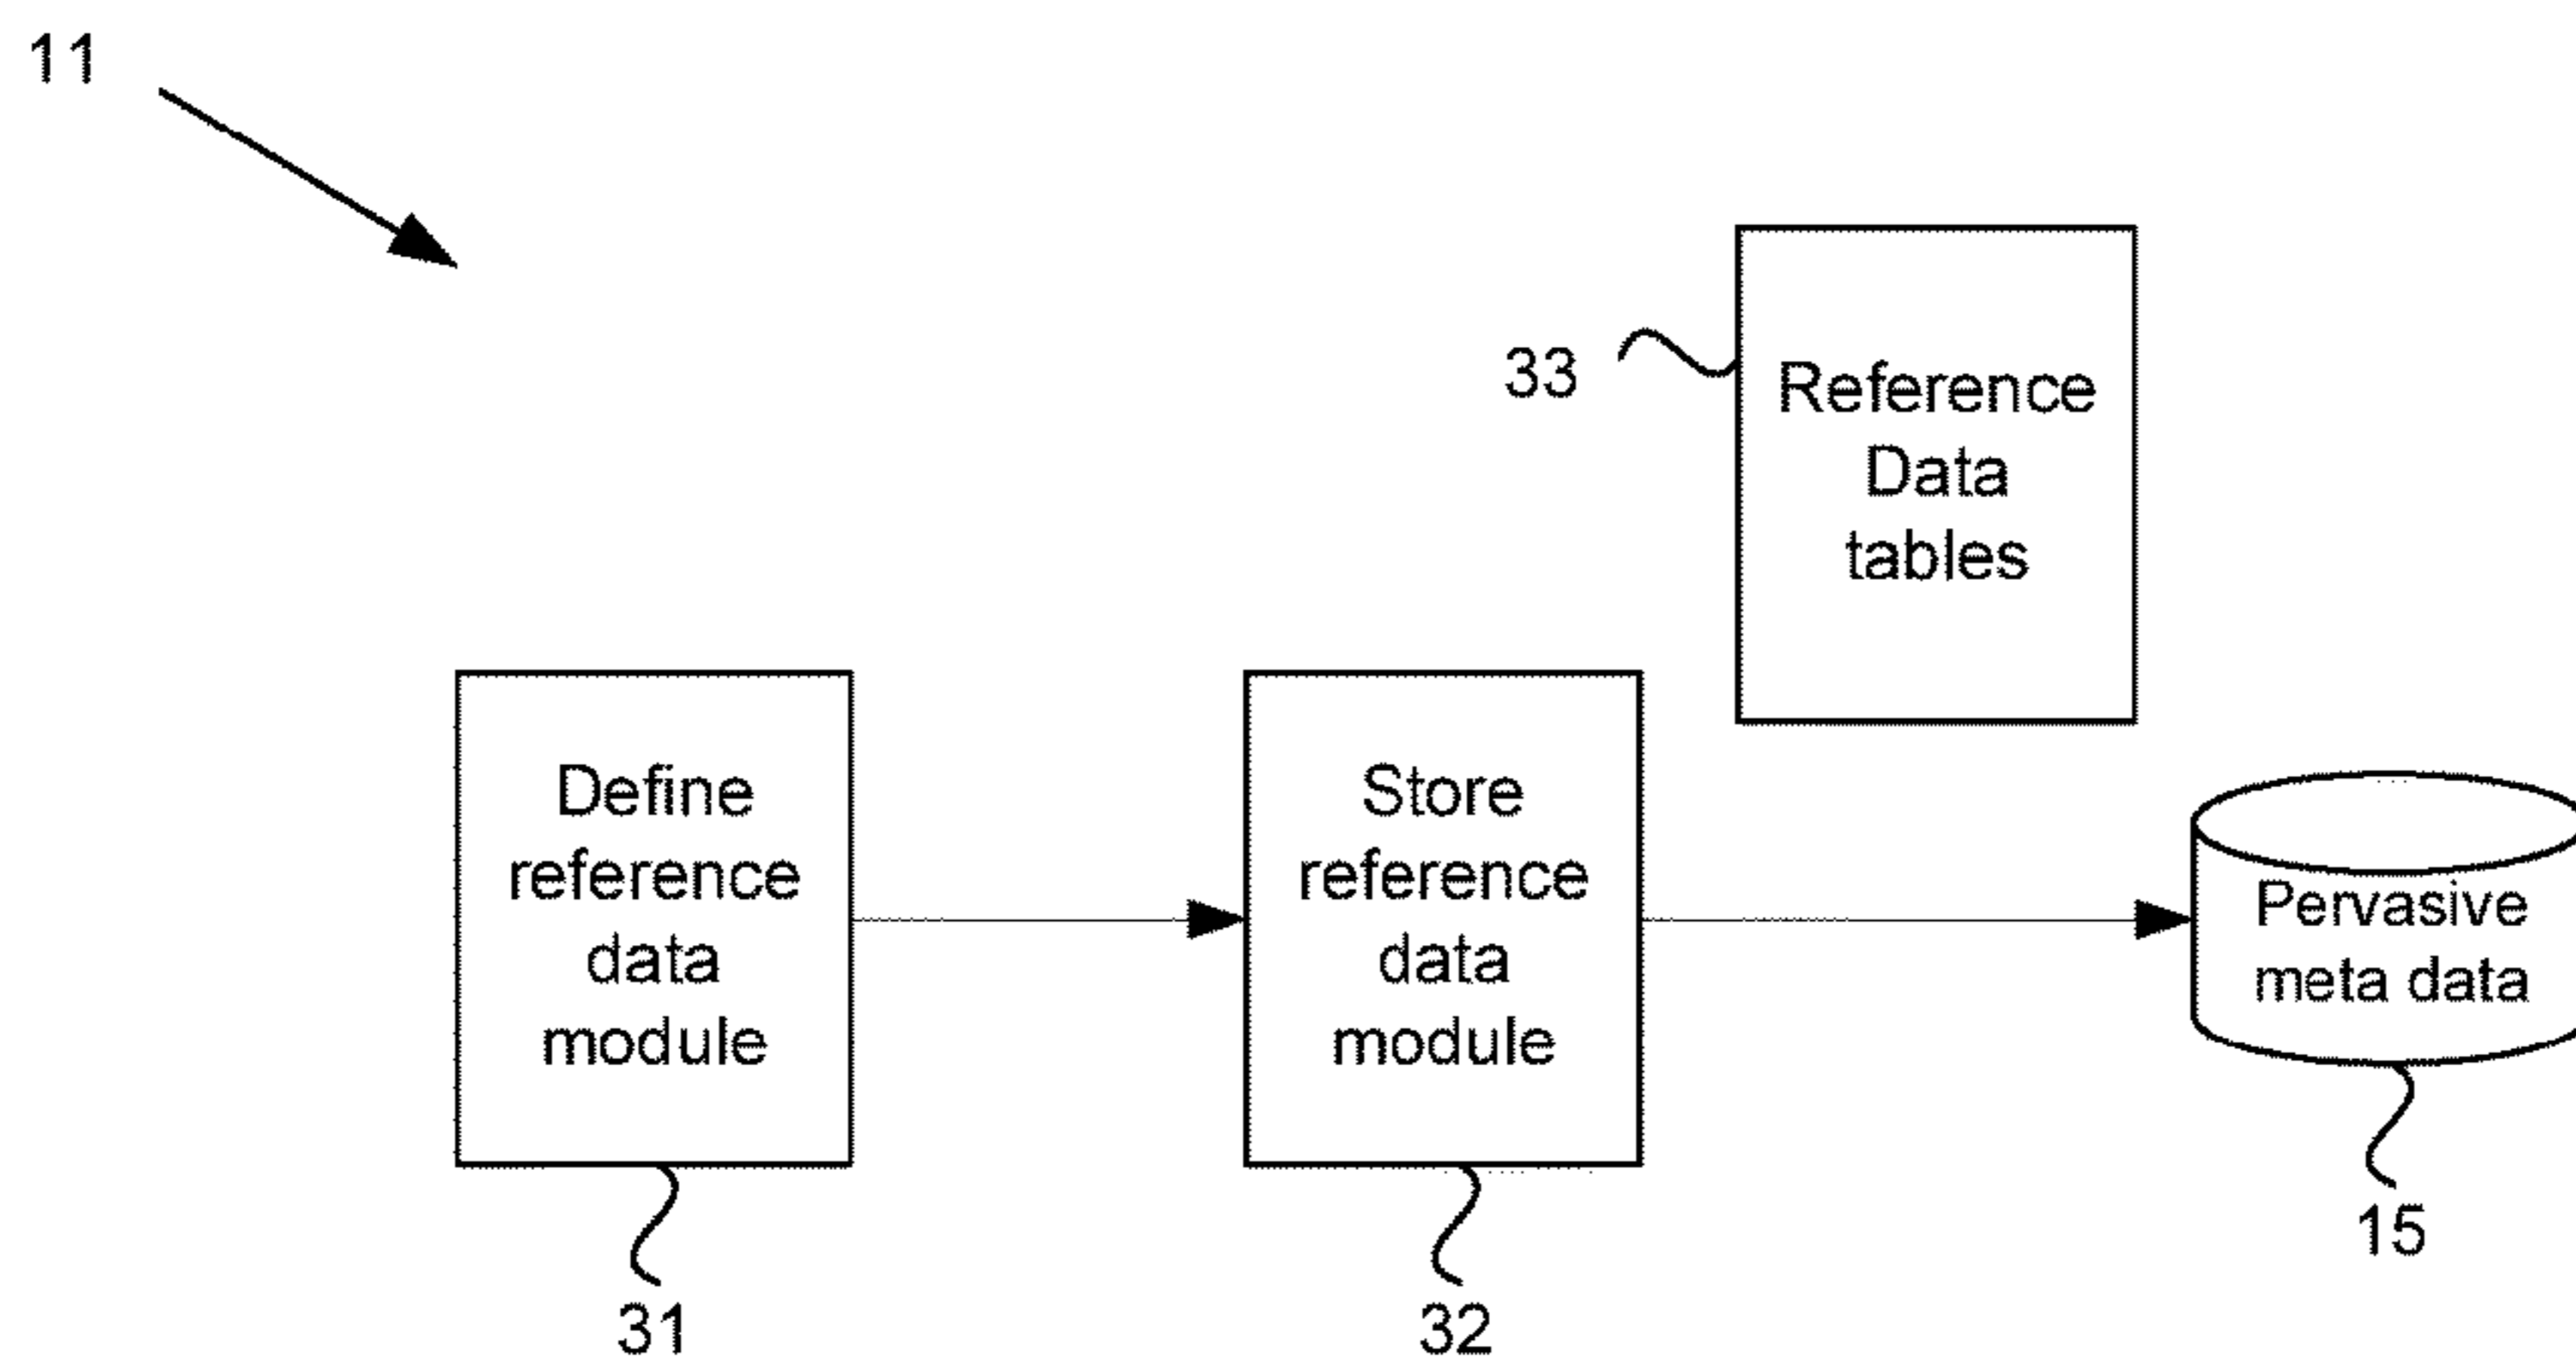 11
33
Reference
Data
tables
Define
reference
data
module
Store
reference
data
module
Pervasive
meta data
15
31
32